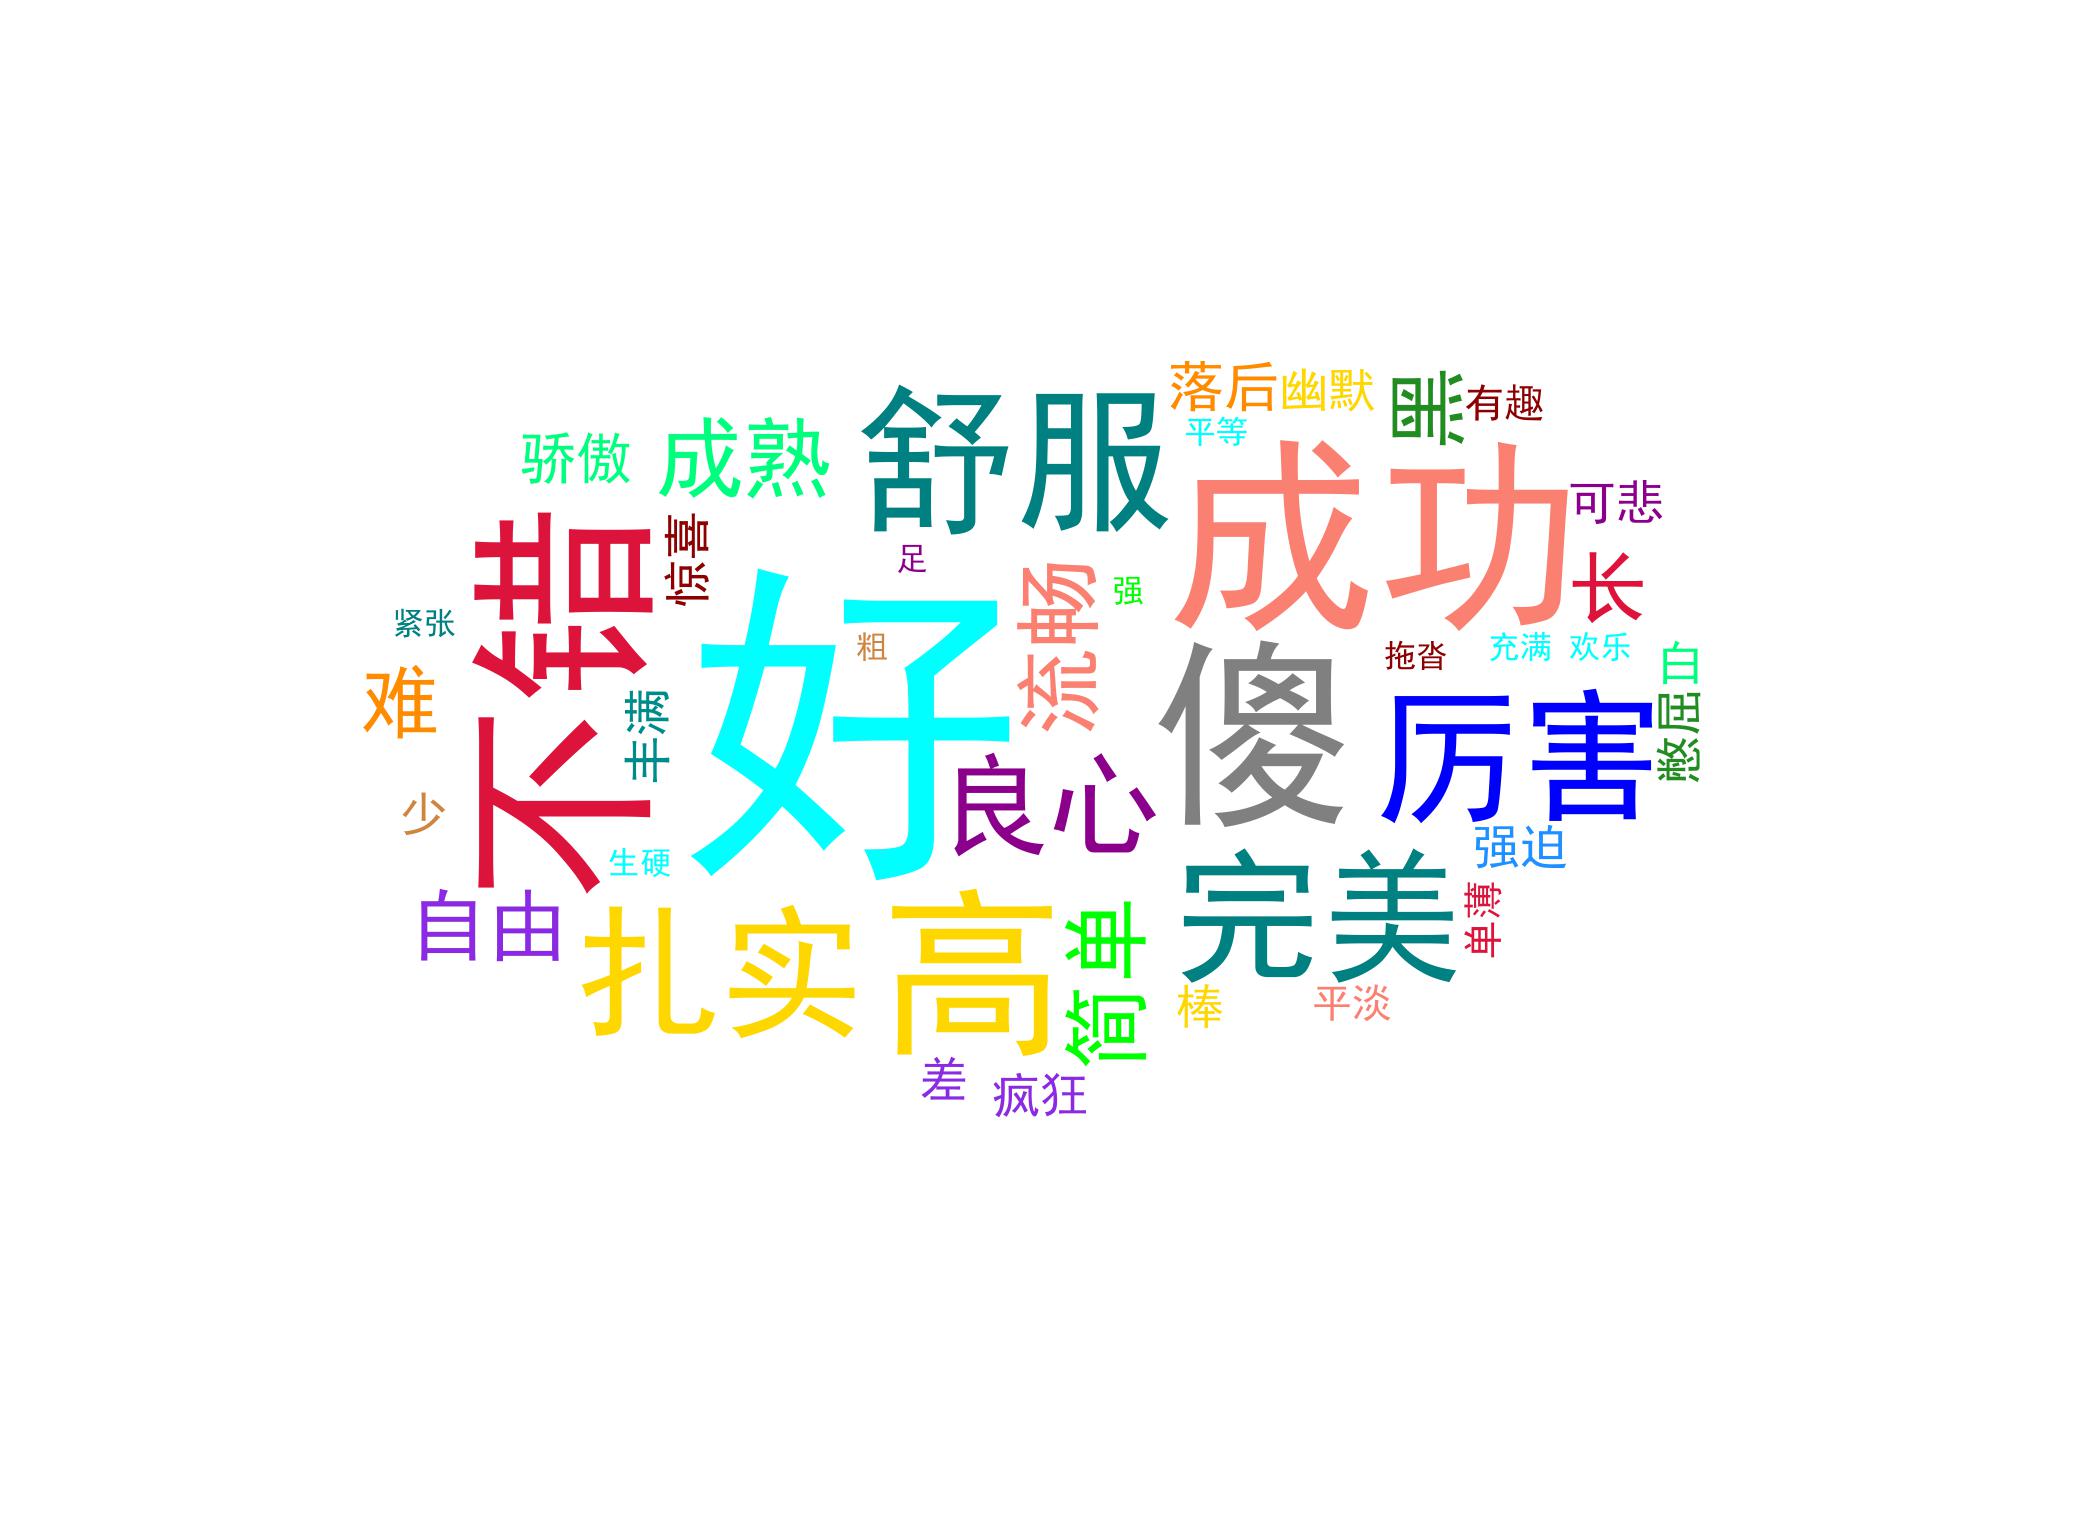 落后
幽默
黑
有趣
平等
舒服
成熟
骄傲
成功
可悲
不错
惊喜
足
流畅
强
长
紧张
好
粗
傻
拖沓
充满
欢乐
白
难
丰满
厉害
憋屈
良心
少
生硬
强迫
自由
扎实
高
简单
完美
单薄
棒
平淡
差
疯狂